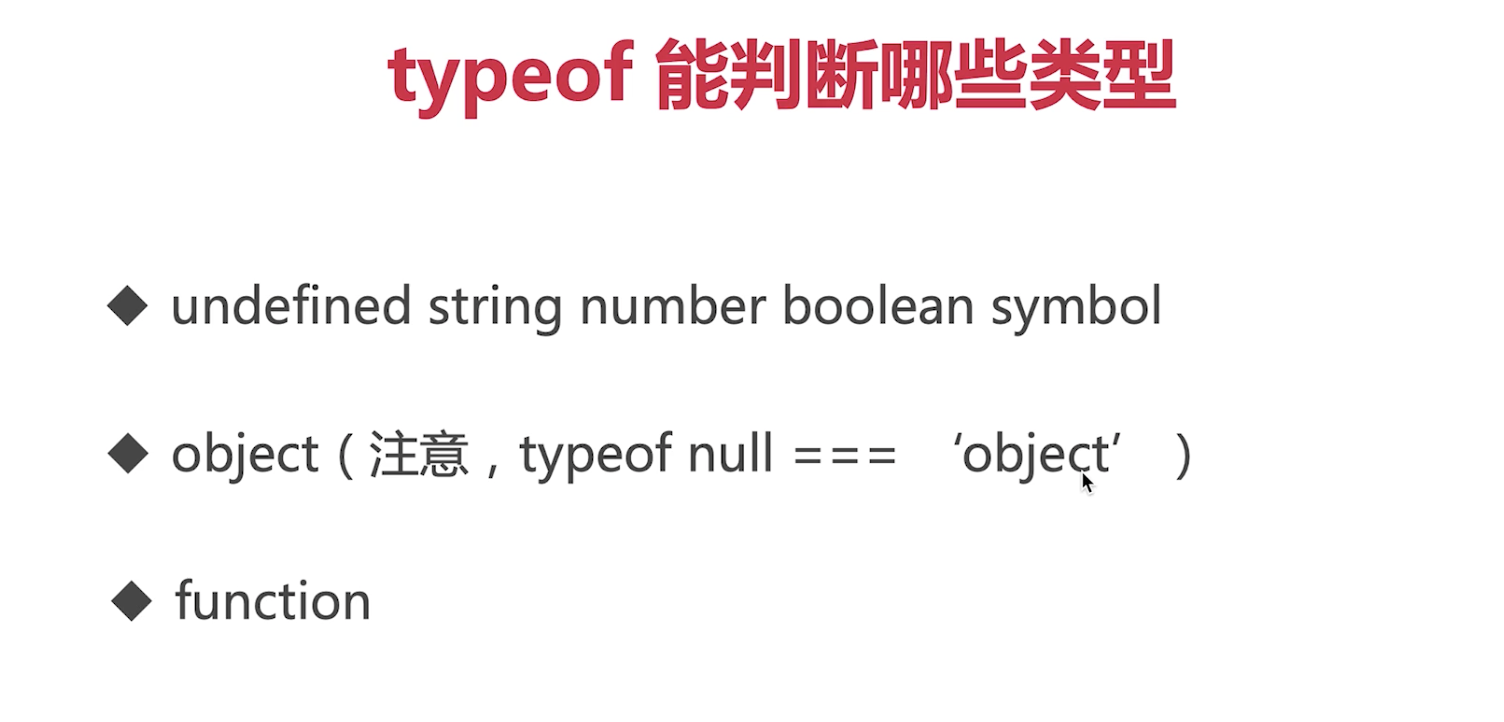 typeof 能判断哪些类型
◆ undefined string number boolean symbol
◆ object（注意，typeof null === ‘object’ ）
◆ function